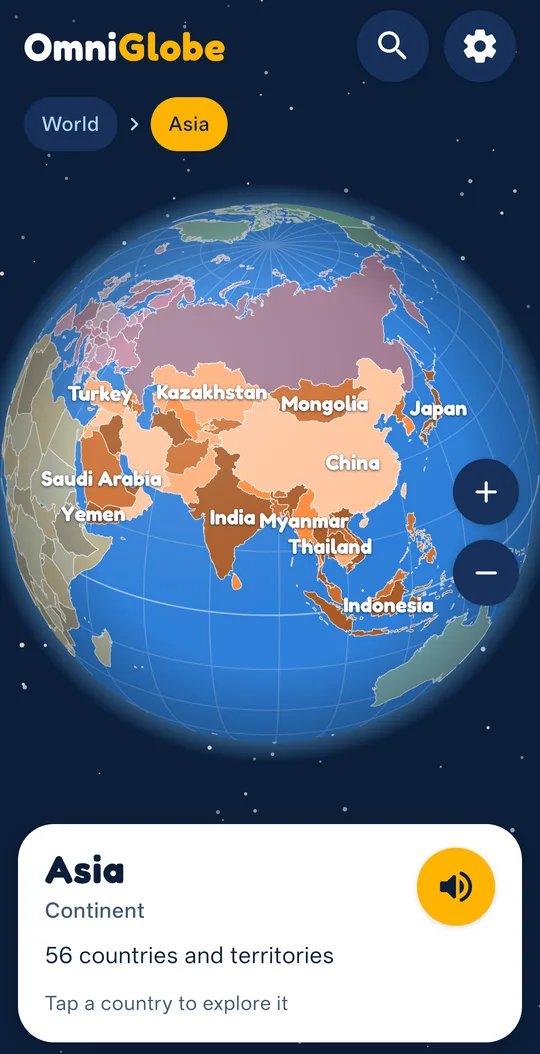 OmniGlobe
World > Asia
Turkey
Kazakhstan
Mongolia
Japan
China
Saudi Arabia
Yemen
India
Myanmar
Thailand
Indonesia
+
−
Asia
Continent
56 countries and territories
Tap a country to explore it